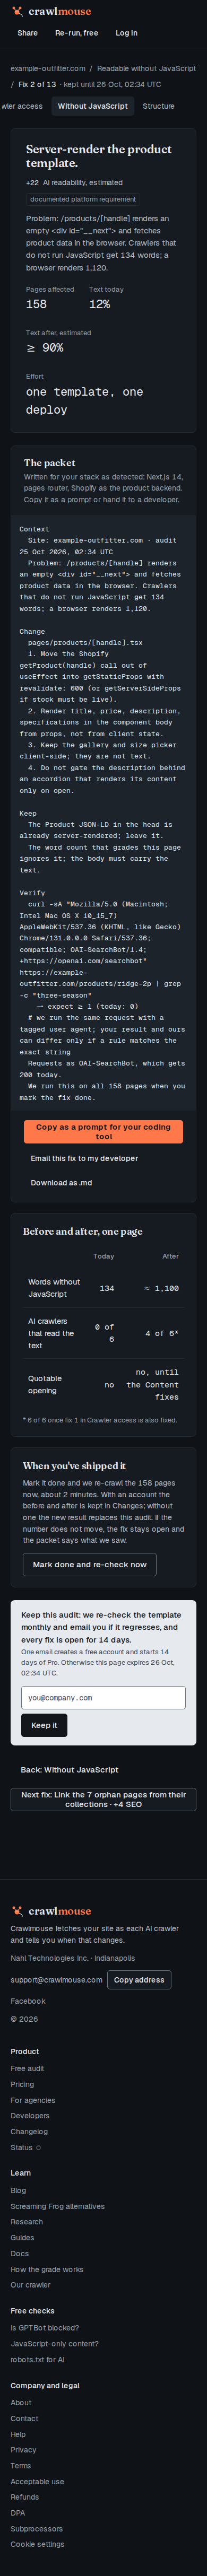 crawlmouse
Share Re-run, free Log in
example-outfitter.com / Readable without JavaScript
/ Fix 2 of 13 · kept until 26 Oct, 02:34 UTC
wler access Without JavaScript Structure
Server-render the product
template.
+22 AI readability, estimated
documented platform requirement
Problem: /products/[handle] renders an
empty <div id="__next"> and fetches
product data in the browser. Crawlers that
do not run JavaScript get 134 words; a
browser renders 1,120.
Pages affected Text today
158 12%
Text after, estimated
≥ 90%
Effort
one template, one
deploy
The packet
Written for your stack as detected: Next.js 14,
pages router, Shopify as the product backend.
Copy it as a prompt or hand it to a developer.
Context
Site: example-outfitter.com · audit
25 Oct 2026, 02:34 UTC
Problem: /products/[handle] renders
an empty <div id="__next"> and fetches
product data in the browser. Crawlers
that do not run JavaScript get 134
words; a browser renders 1,120.
Change
pages/products/[handle].tsx
1. Move the Shopify
getProduct(handle) call out of
useEffect into getStaticProps with
revalidate: 600 (or getServerSideProps
if stock must be live).
2. Render title, price, description,
specifications in the component body
from props, not from client state.
3. Keep the gallery and size picker
client-side; they are not text.
4. Do not gate the description behind
an accordion that renders its content
only on open.
Keep
The Product JSON-LD in the head is
already server-rendered; leave it.
The word count that grades this page
ignores it; the body must carry the
text.
Verify
curl -sA "Mozilla/5.0 (Macintosh;
Intel Mac OS X 10_15_7)
AppleWebKit/537.36 (KHTML, like Gecko)
Chrome/131.0.0.0 Safari/537.36;
compatible; OAI-SearchBot/1.4;
+https://openai.com/searchbot"
https://example-
outfitter.com/products/ridge-2p | grep
-c "three-season"
→ expect ≥ 1 (today: 0)
# we run the same request with a
tagged user agent; your result and ours
can differ only if a rule matches the
exact string
Requests as OAI-SearchBot, which gets
200 today.
We run this on all 158 pages when you
mark the fix done.
Copy as a prompt for your coding
tool
Email this fix to my developer
Download as .md
Before and after, one page
Today After
Words without
JavaScript 134 ≈ 1,100
AI crawlers
that read the
text 0 of
6 4 of 6*
Quotable
opening no no, until
the Content
fixes
* 6 of 6 once fix 1 in Crawler access is also fixed.
When you've shipped it
Mark it done and we re-crawl the 158 pages
now, about 2 minutes. With an account the
before and after is kept in Changes; without
one the new result replaces this audit. If the
number does not move, the fix stays open and
the packet says what we saw.
Mark done and re-check now
Keep this audit: we re-check the template
monthly and email you if it regresses, and
every fix is open for 14 days.
One email creates a free account and starts 14
days of Pro. Otherwise this page expires 26 Oct,
02:34 UTC.
you@company.com
Keep it
Back: Without JavaScript
Next fix: Link the 7 orphan pages from their
collections · +4 SEO
crawlmouse
Crawlmouse fetches your site as each AI crawler
and tells you when that changes.
Nahl Technologies Inc. · Indianapolis
support@crawlmouse.com Copy address
Facebook
© 2026
Product
Free audit
Pricing
For agencies
Developers
Changelog
Status
Learn
Blog
Screaming Frog alternatives
Research
Guides
Docs
How the grade works
Our crawler
Free checks
Is GPTBot blocked?
JavaScript-only content?
robots.txt for AI
Company and legal
About
Contact
Help
Privacy
Terms
Acceptable use
Refunds
DPA
Subprocessors
Cookie settings